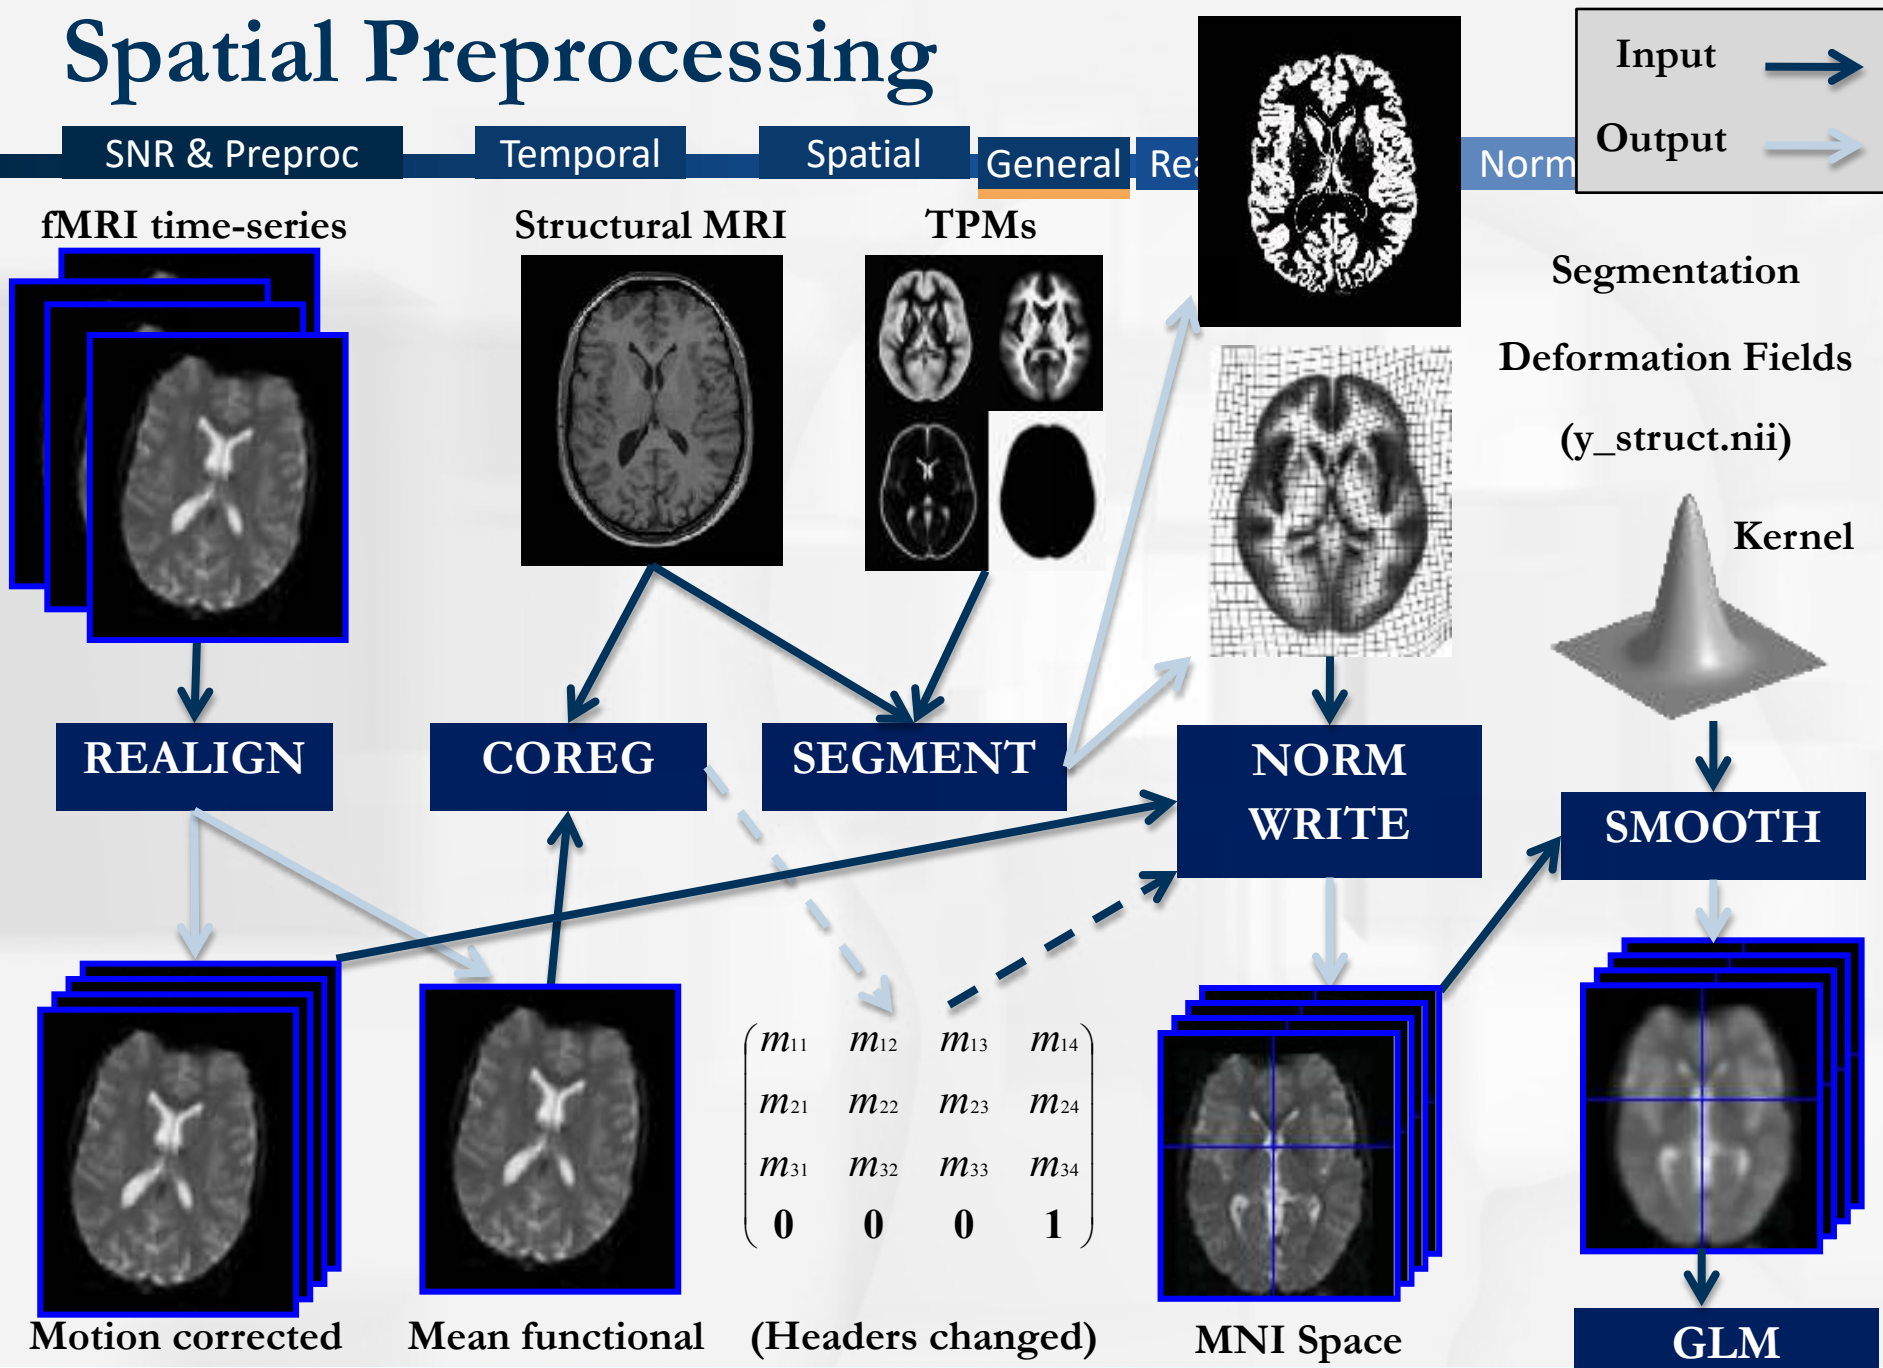 Spatial Preprocessing
Input
Output
SNR & Preproc
Temporal
Spatial
General
Norm
fMRI time-series
Structural MRI
TPMs
Segmentation
Deformation Fields
(y_struct.nii)
Kernel
REALIGN
COREG
SEGMENT
NORM
WRITE
SMOOTH
m11 m12 m13 m14
m21 m22 m23 m24
m31 m32 m33 m34
0 0 0 1
Motion corrected
Mean functional
(Headers changed)
MNI Space
GLM